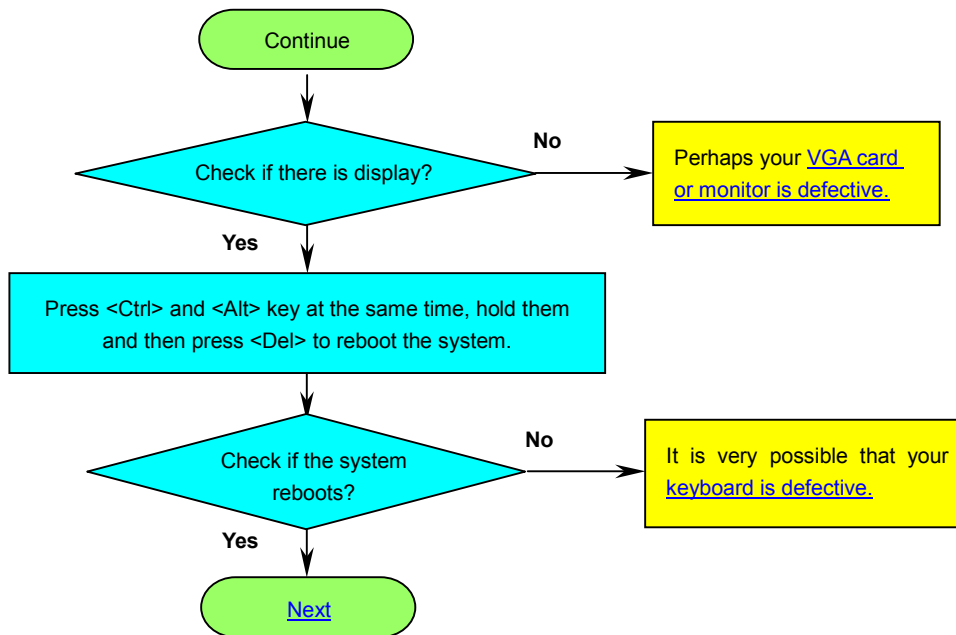 Continue
No
Check if there is display?
Perhaps your VGA card
or monitor is defective.
Yes
Press <Ctrl> and <Alt> key at the same time, hold them
and then press <Del> to reboot the system.
No
Check if the system
reboots?
It is very possible that your
keyboard is defective.
Yes
Next